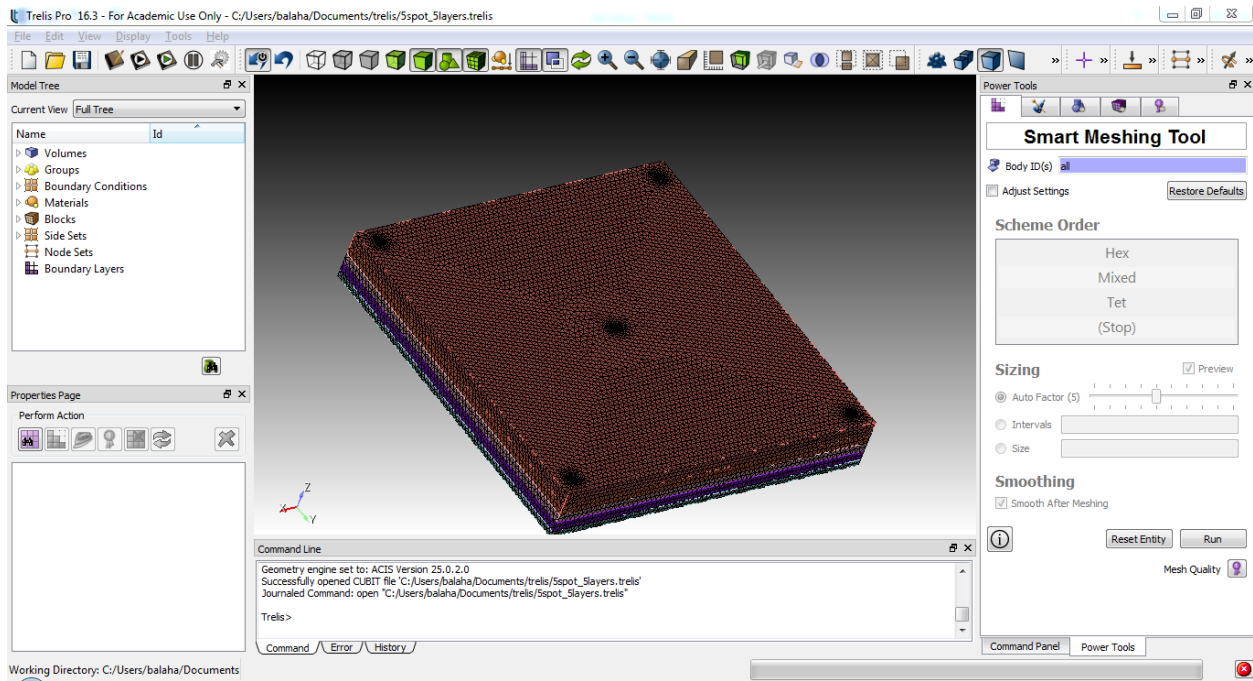 Trelis Pro 16.3 - For Academic Use Only - C:/Users/balaha/Documents/trelis/5spot_5layers.trelis
File Edit View Display Tools Help
Model Tree
Current View Full Tree
Name Id
Volumes
Groups
Boundary Conditions
Materials
Blocks
Side Sets
Node Sets
Boundary Layers
Properties Page
Perform Action
Z
X
Y
Command Line
Geometry engine set to: ACIS Version 25.0.2.0
Successfully opened CUBIT file 'C:/Users/balaha/Documents/trelis/5spot_5layers.trelis'
Journaled Command: open "C:/Users/balaha/Documents/trelis/5spot_5layers.trelis"
Trelis>
Command Error History
Power Tools
Smart Meshing Tool
Body ID(s) all
Adjust Settings Restore Defaults
Scheme Order
Hex
Mixed
Tet
(Stop)
Sizing Preview
Auto Factor (5)
Intervals
Size
Smoothing
Smooth After Meshing
Reset Entity Run
Mesh Quality
Command Panel Power Tools
Working Directory: C:/Users/balaha/Documents